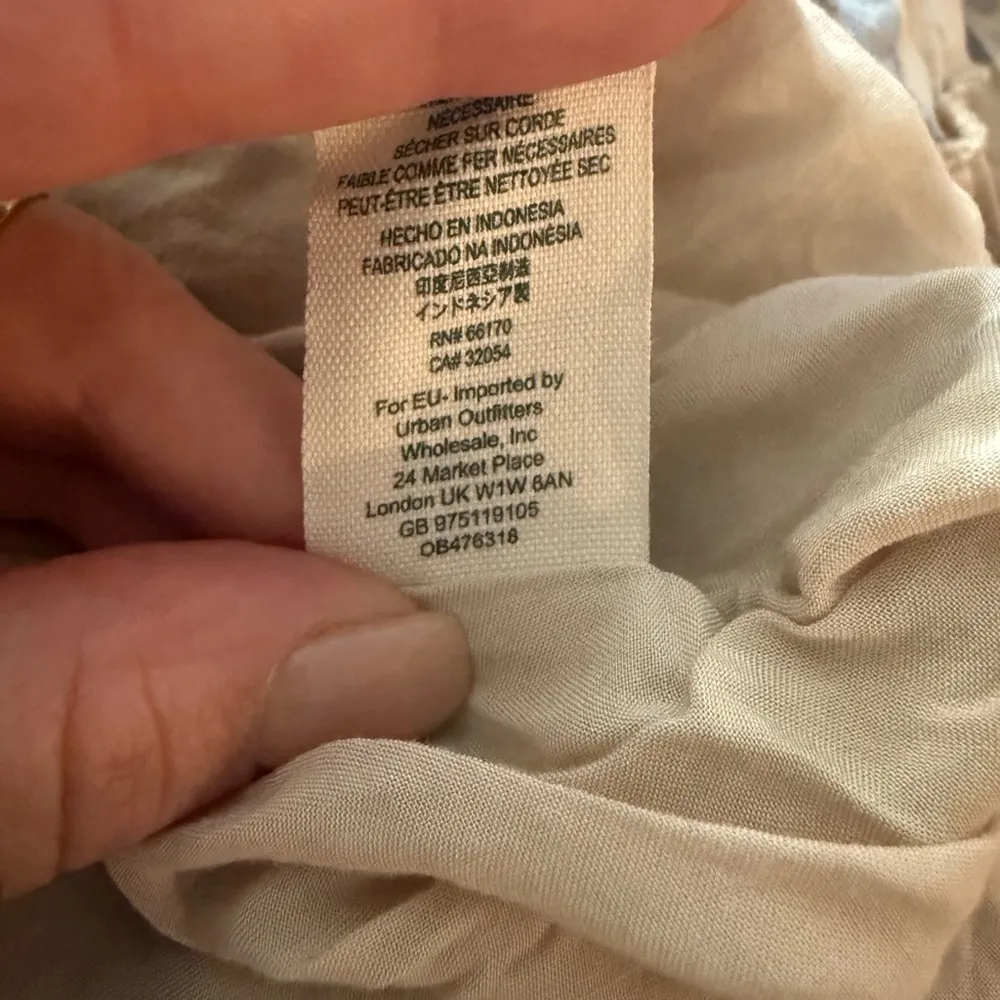 NÉCESSAIRE
SÉCHER SUR CORDE
FAIBLE COMME FER NÉCESSAIRES
PEUT-ÊTRE ÊTRE NETTOYÉE SEC
HECHO EN INDONESIA
FABRICADO NA INDONÉSIA
印度尼西亞制造
インドネシア製
RN# 66170
CA# 32054
For EU- Imported by
Urban Outfitters
Wholesale, Inc
24 Market Place
London UK W1W 8AN
GB 975119105
OB476318